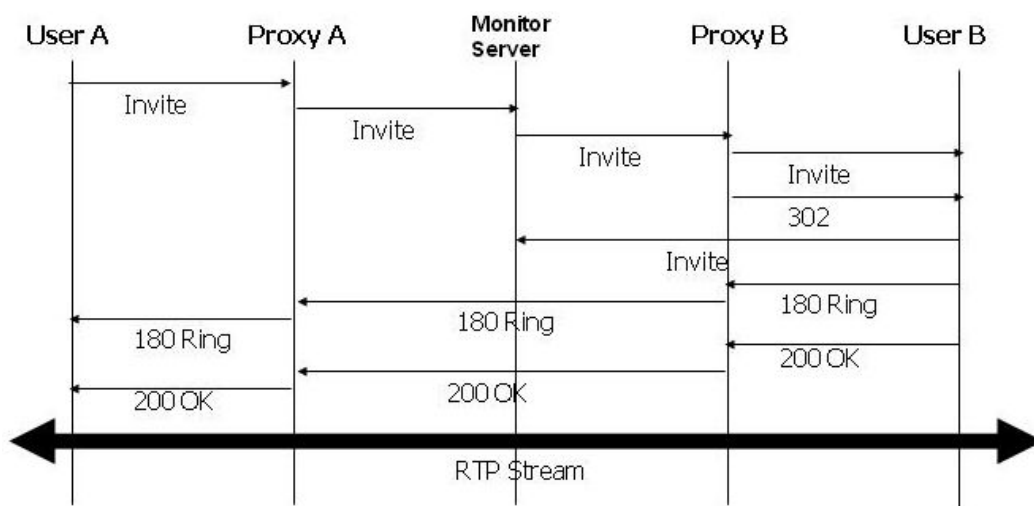 User A
Proxy A
Monitor
Server
Proxy B
User B
Invite
Invite
Invite
Invite
302
Invite
180 Ring
180 Ring
180 Ring
200 OK
200 OK
200 OK
RTP Stream